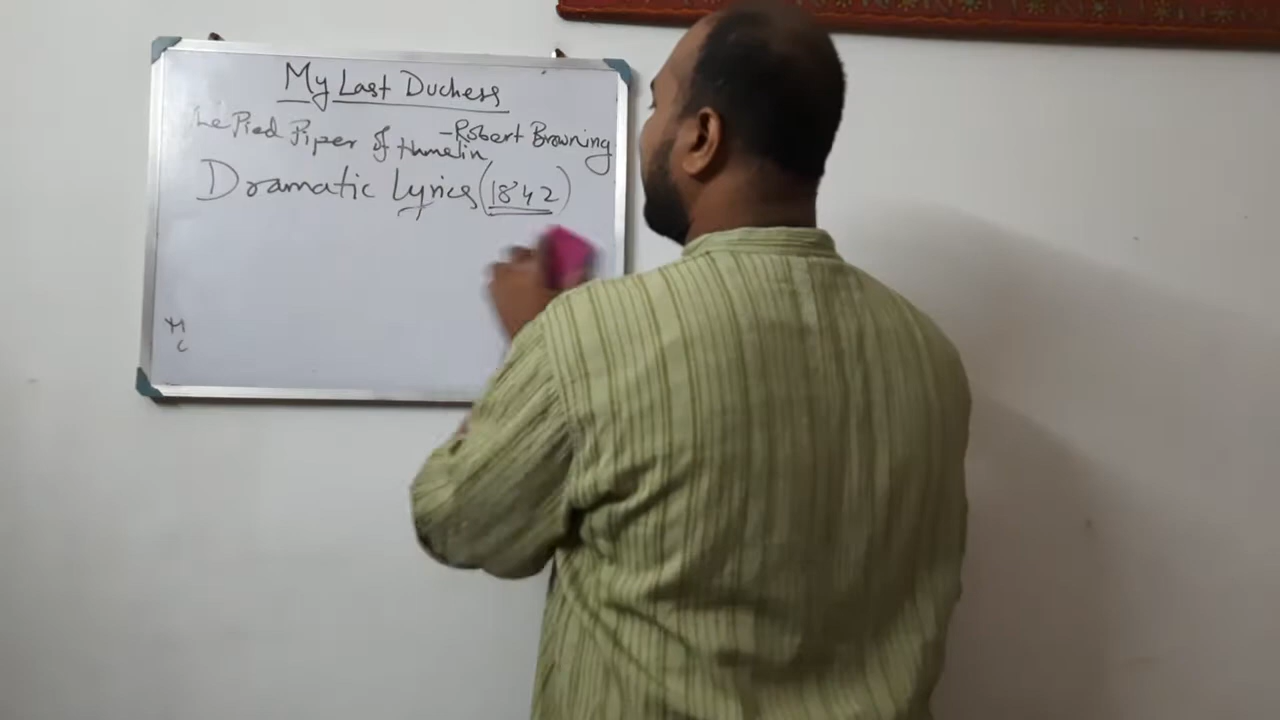 My Last Duchess
-Robert Browning
The Pied Piper of Hamelin
Dramatic Lyrics (1842)